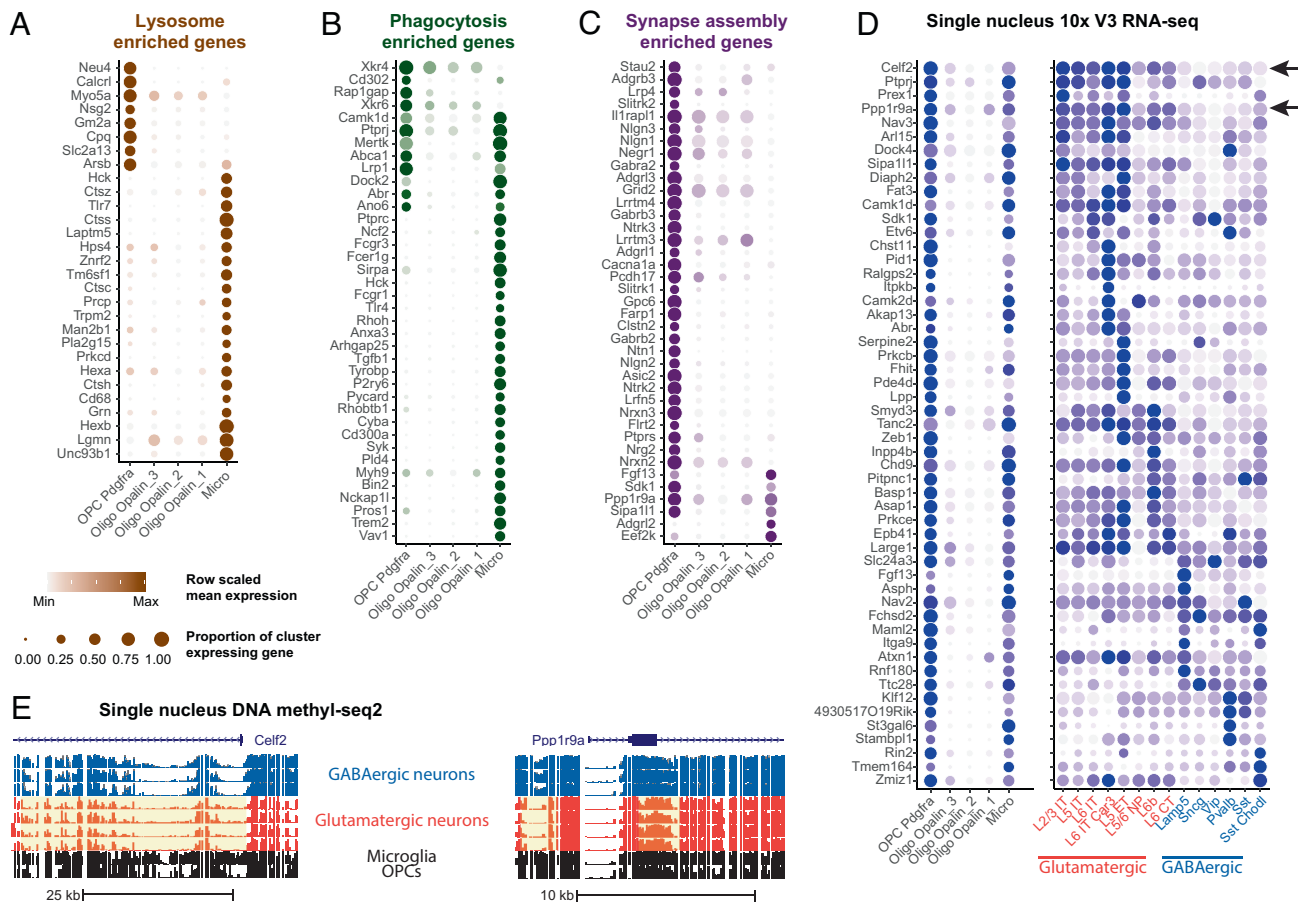 A
Lysosome
enriched genes
Neu4
Calcrl
Myo5a
Nsg2
Gm2a
Cpq
Slc2a13
Arsb
Hck
Ctsz
Tlr7
Ctss
Laptm5
Hps4
Znrf2
Tm6sf1
Ctsc
Prcp
Trpm2
Man2b1
Pla2g15
Prkcd
Hexa
Ctsh
Cd68
Grn
Hexb
Lgmn
Unc93b1
OPC Pdgfra
Oligo Opalin_3
Oligo Opalin_2
Oligo Opalin_1
Micro
Min
Max
Row scaled
mean expression
0.00 0.25 0.50 0.75 1.00
Proportion of cluster
expressing gene
B
Phagocytosis
enriched genes
Xkr4
Cd302
Rap1gap
Xkr6
Camk1d
Ptprj
Mertk
Abca1
Lrp1
Dock2
Abr
Ano6
Ptprc
Ncf2
Fcgr3
Fcer1g
Sirpa
Hck
Fcgr1
Tlr4
Rhoh
Anxa3
Arhgap25
Tgfb1
Tyrobp
P2ry6
Pycard
Rhobtb1
Cyba
Cd300a
Syk
Pld4
Myh9
Bin2
Nckap1l
Pros1
Trem2
Vav1
OPC Pdgfra
Oligo Opalin_3
Oligo Opalin_2
Oligo Opalin_1
Micro
C
Synapse assembly
enriched genes
Stau2
Adgrb3
Lrp4
Slitrk2
Il1rapl1
Nlgn3
Nlgn1
Negr1
Gabra2
Adgrl3
Grid2
Lrrtm4
Gabrb3
Ntrk3
Lrrtm3
Adgrl1
Cacna1a
Pcdh17
Slitrk1
Gpc6
Farp1
Clstn2
Gabrb2
Ntn1
Nlgn2
Asic2
Ntrk2
Lrfn5
Nrxn3
Flrt2
Ptprs
Nrg2
Nrxn2
Fgf13
Sdk1
Ppp1r9a
Sipa1l1
Adgrl2
Eef2k
OPC Pdgfra
Oligo Opalin_3
Oligo Opalin_2
Oligo Opalin_1
Micro
D
Single nucleus 10x V3 RNA-seq
Celf2
Ptprj
Prex1
Ppp1r9a
Nav3
Arl15
Dock4
Sipa1l1
Diaph2
Fat3
Camk1d
Sdk1
Etv6
Chst11
Pid1
Ralgps2
Itpkb
Camk2d
Akap13
Abr
Serpine2
Prkcb
Fhit
Pde4d
Lpp
Smyd3
Tanc2
Zeb1
Inpp4b
Chd9
Pitpnc1
Basp1
Asap1
Prkce
Epb41
Large1
Slc24a3
Fgf13
Asph
Nav2
Fchsd2
Maml2
Itga9
Atxn1
Rnf180
Ttc28
Klf12
4930517O19Rik
St3gal6
Stambpl1
Rin2
Tmem164
Zmiz1
OPC Pdgfra
Oligo Opalin_3
Oligo Opalin_2
Oligo Opalin_1
Micro
L2/3 IT
L5 IT
L6 IT
L6 IT Car3
L5 ET
L5/6 NP
L6b
L6 CT
Lamp5
Sncg
Vip
Pvalb
Sst
Sst Chodl
Glutamatergic
GABAergic
E
Single nucleus DNA methyl-seq2
Celf2
Ppp1r9a
GABAergic neurons
Glutamatergic neurons
Microglia
OPCs
25 kb
10 kb